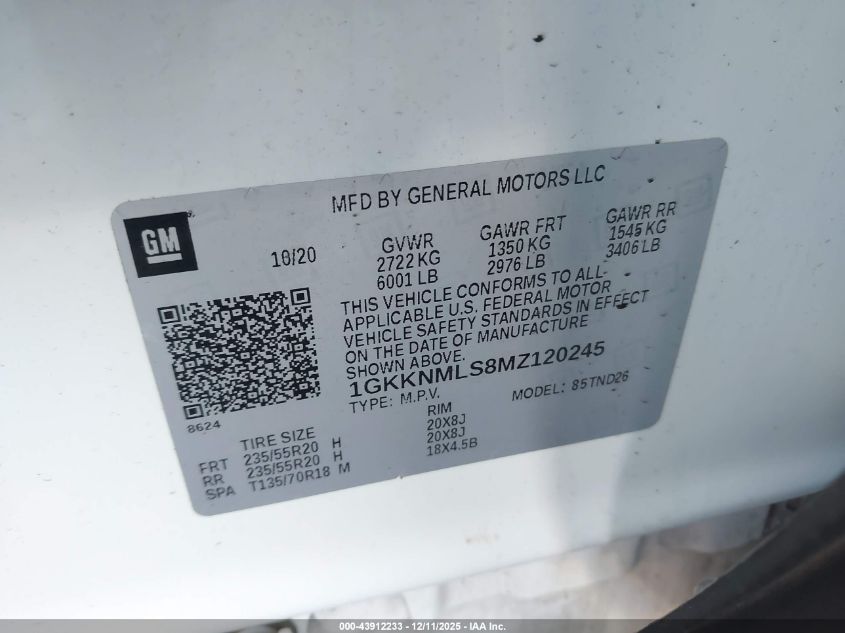 MFD BY GENERAL MOTORS LLC
GM
10/20
GVWR
2722 KG
6001 LB
GAWR FRT
1350 KG
2976 LB
GAWR RR
1545 KG
3406 LB
THIS VEHICLE CONFORMS TO ALL
APPLICABLE U.S. FEDERAL MOTOR
VEHICLE SAFETY STANDARDS IN EFFECT
ON THE DATE OF MANUFACTURE
SHOWN ABOVE.
1GKKNMLS8MZ120245
TYPE: M.P.V. MODEL: 85TND26
8624
TIRE SIZE RIM
FRT 235/55R20 H 20X8J
RR 235/55R20 H 20X8J
SPA T135/70R18 M 18X4.5B
000-43912233 - 12/11/2025 - IAA Inc.